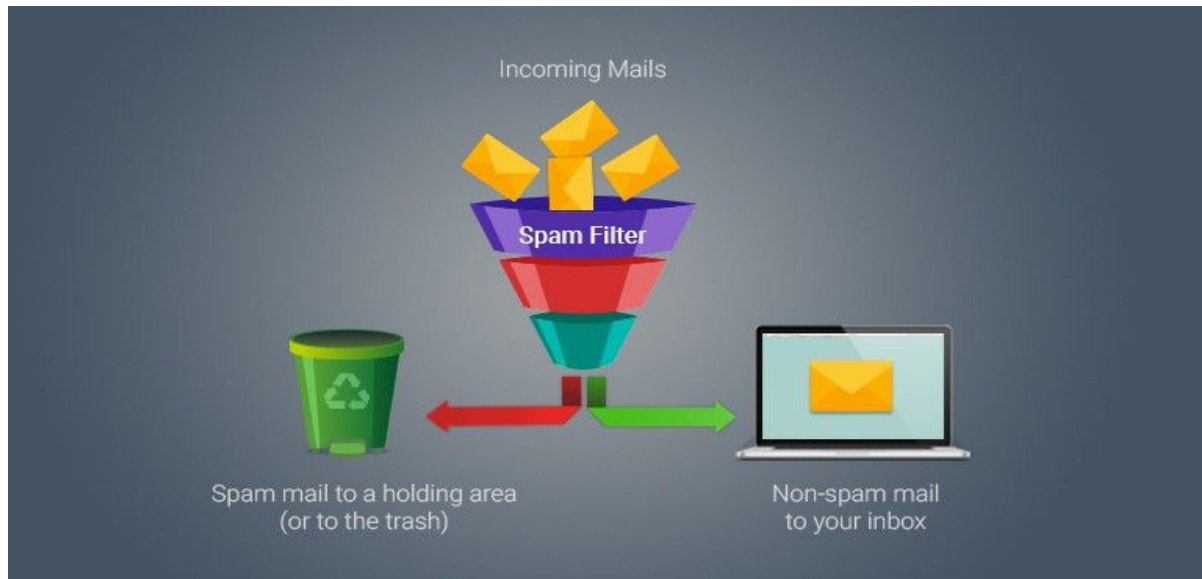 Incoming Mails
Spam Filter
Spam mail to a holding area
(or to the trash)
Non-spam mail
to your inbox